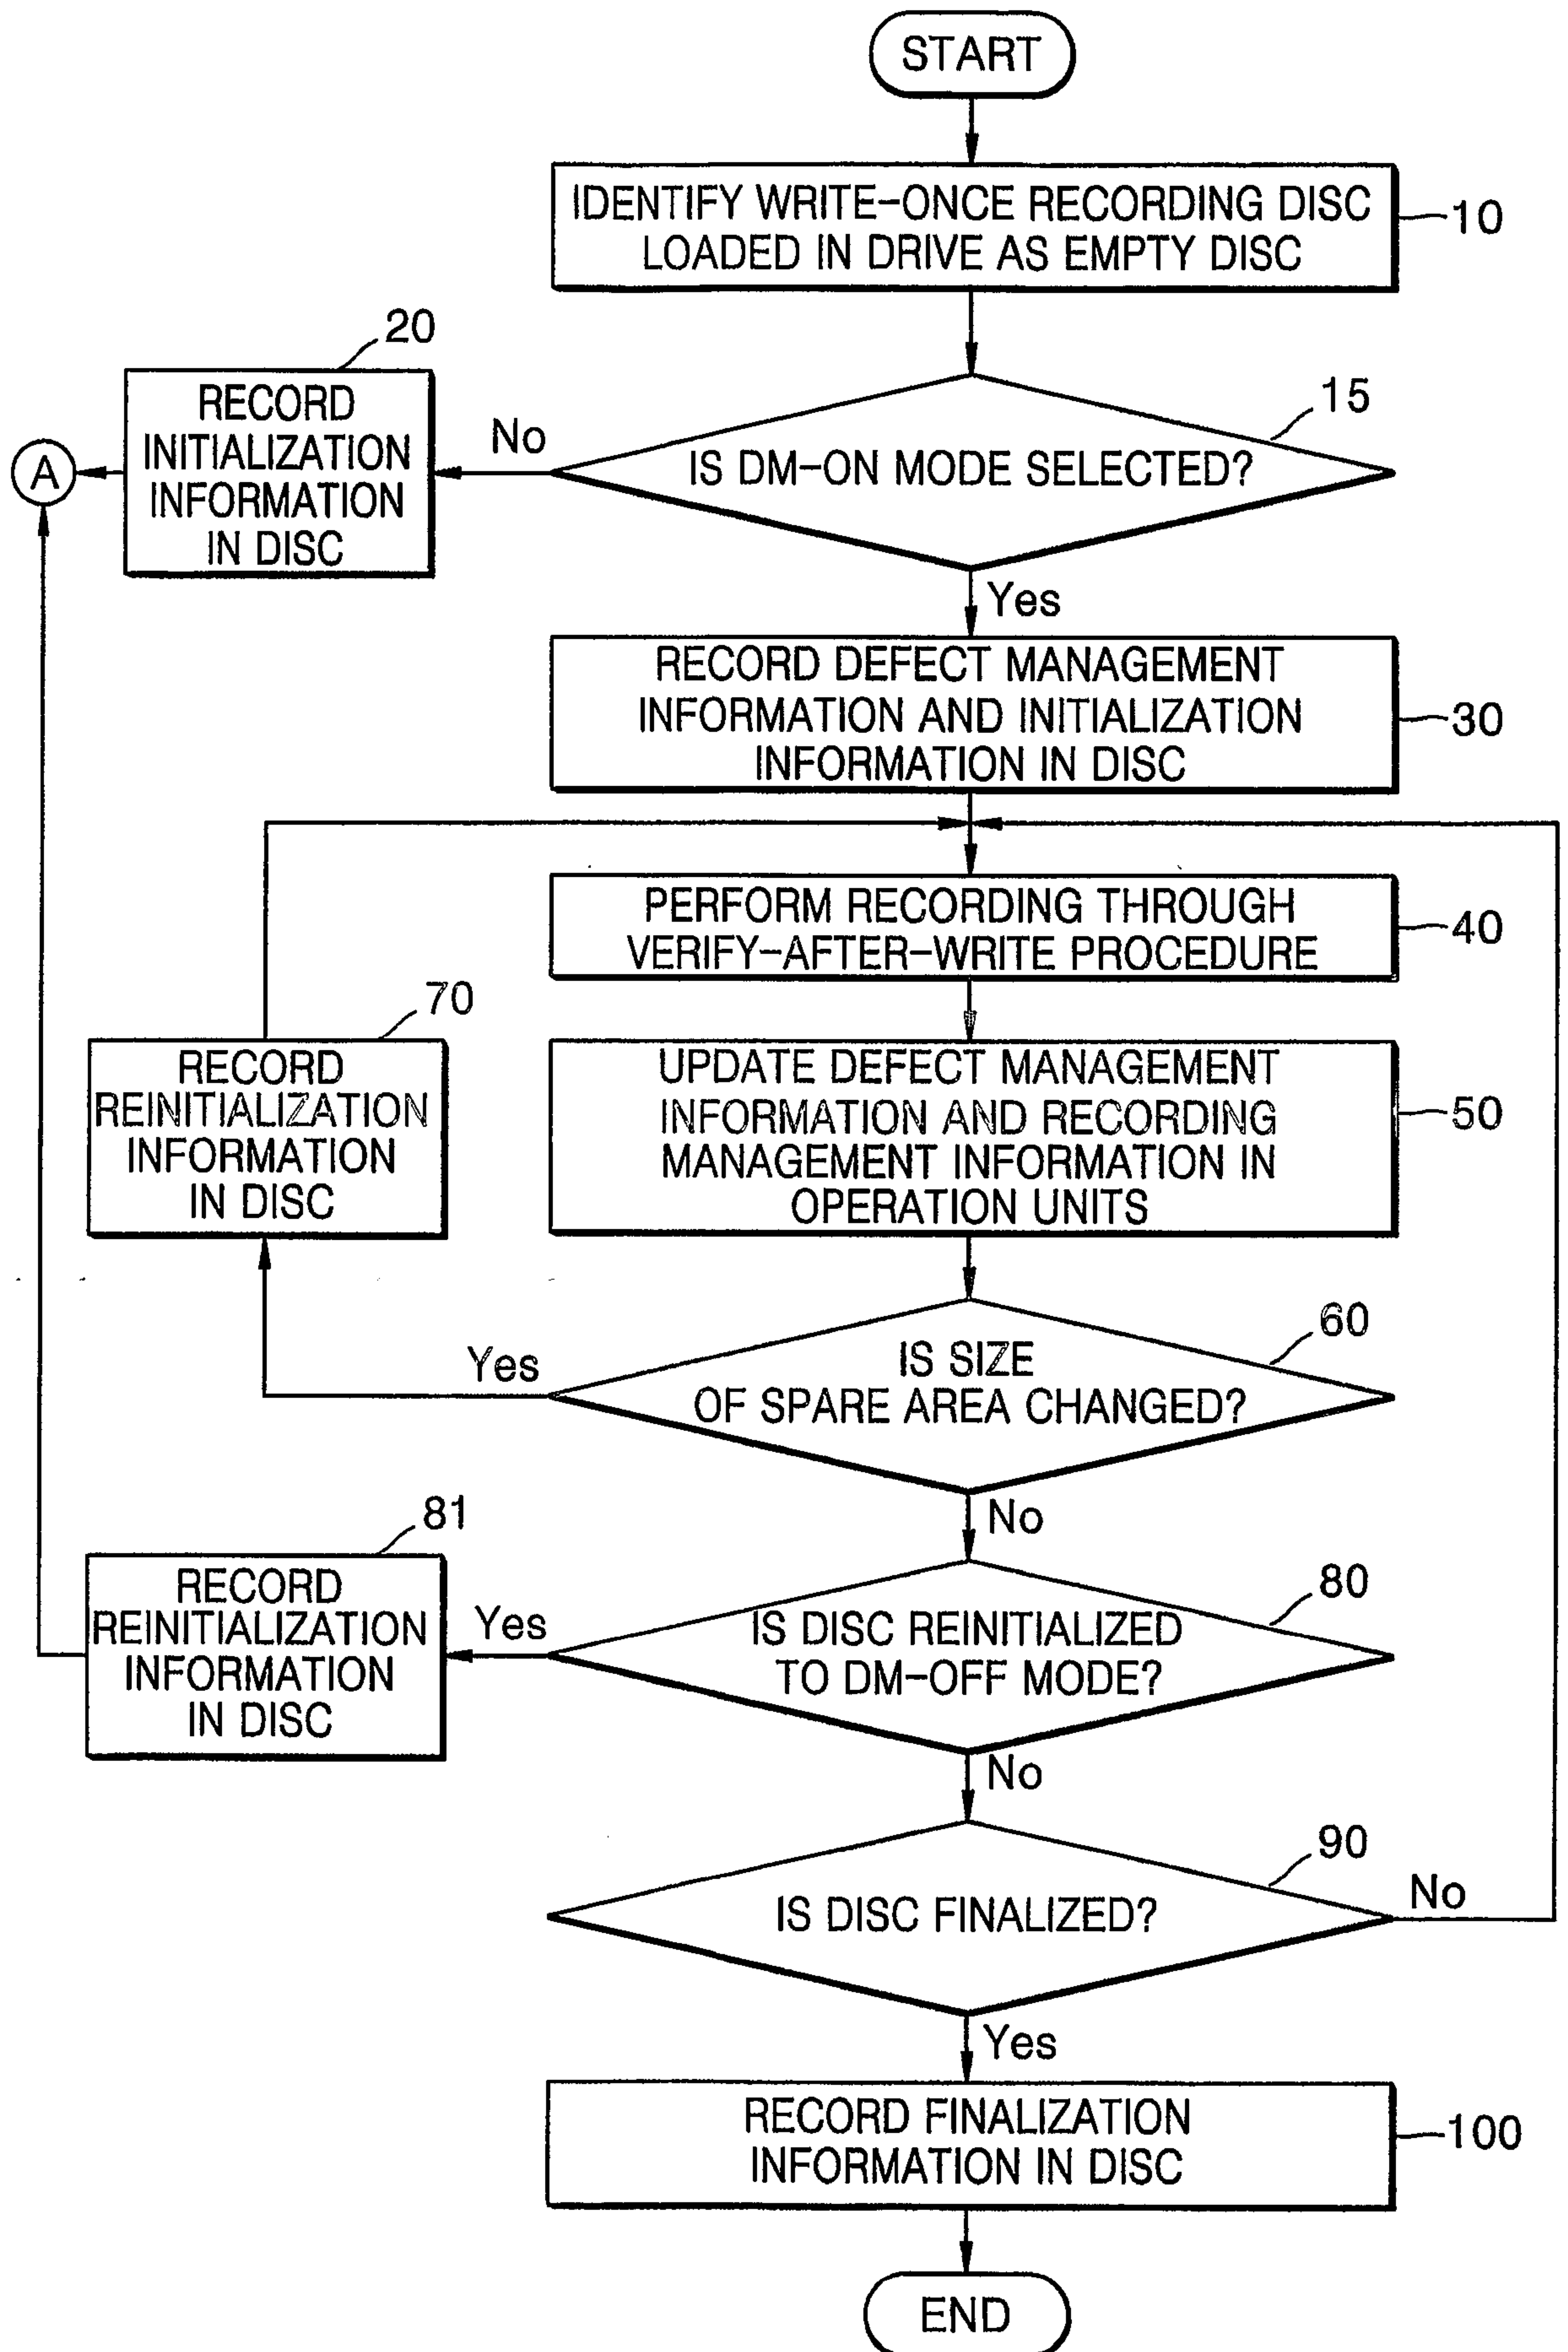 START
IDENTIFY WRITE-ONCE RECORDING DISC
LOADED IN DRIVE AS EMPTY DISC
10
20
RECORD
INITIALIZATION
INFORMATION
IN DISC
A
No
15
IS DM-ON MODE SELECTED?
Yes
RECORD DEFECT MANAGEMENT
INFORMATION AND INITIALIZATION
INFORMATION IN DISC
30
PERFORM RECORDING THROUGH
VERIFY-AFTER-WRITE PROCEDURE
40
70
RECORD
REINITIALIZATION
INFORMATION
IN DISC
UPDATE DEFECT MANAGEMENT
INFORMATION AND RECORDING
MANAGEMENT INFORMATION IN
OPERATION UNITS
50
60
Yes
IS SIZE
OF SPARE AREA CHANGED?
No
81
RECORD
REINITIALIZATION
INFORMATION
IN DISC
Yes
80
IS DISC REINITIALIZED
TO DM-OFF MODE?
No
90
IS DISC FINALIZED?
No
Yes
RECORD FINALIZATION
INFORMATION IN DISC
100
END